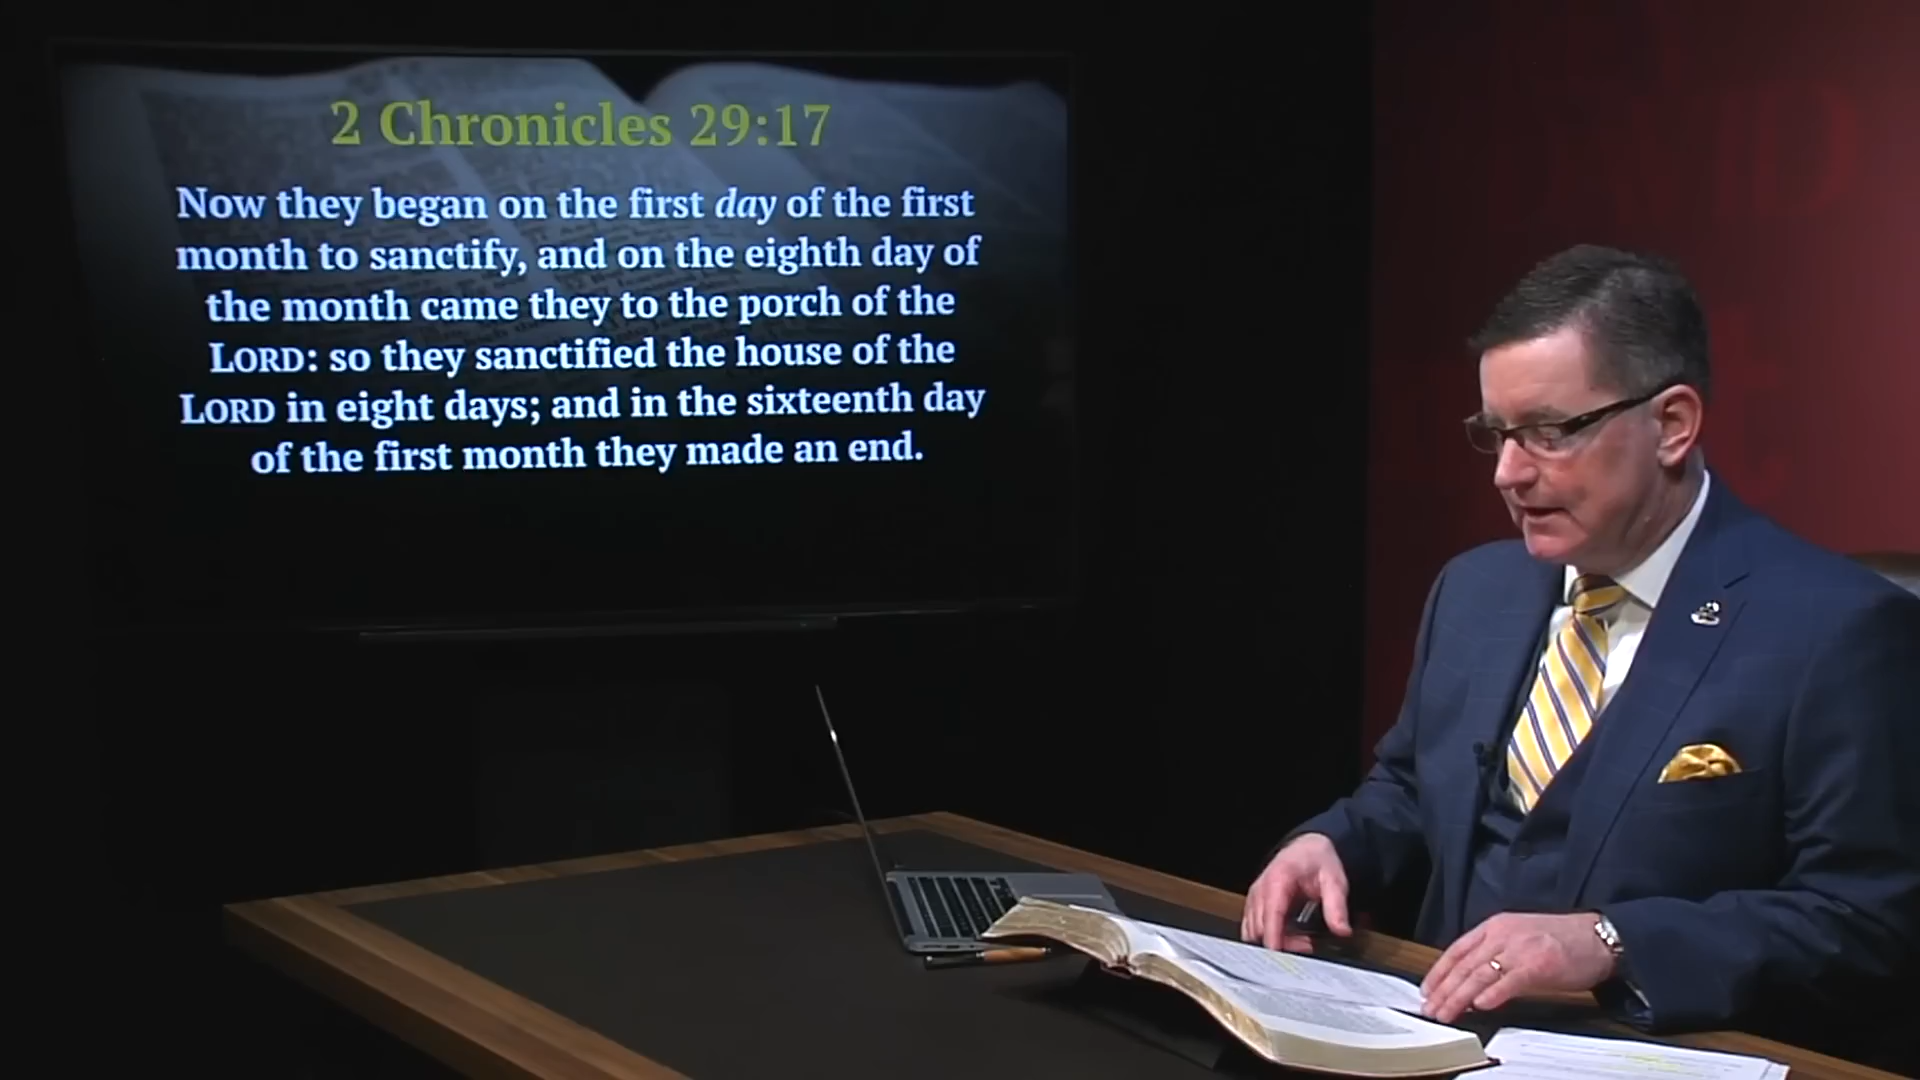 2 Chronicles 29:17
Now they began on the first day of the first
month to sanctify, and on the eighth day of
the month came they to the porch of the
LORD: so they sanctified the house of the
LORD in eight days; and in the sixteenth day
of the first month they made an end.